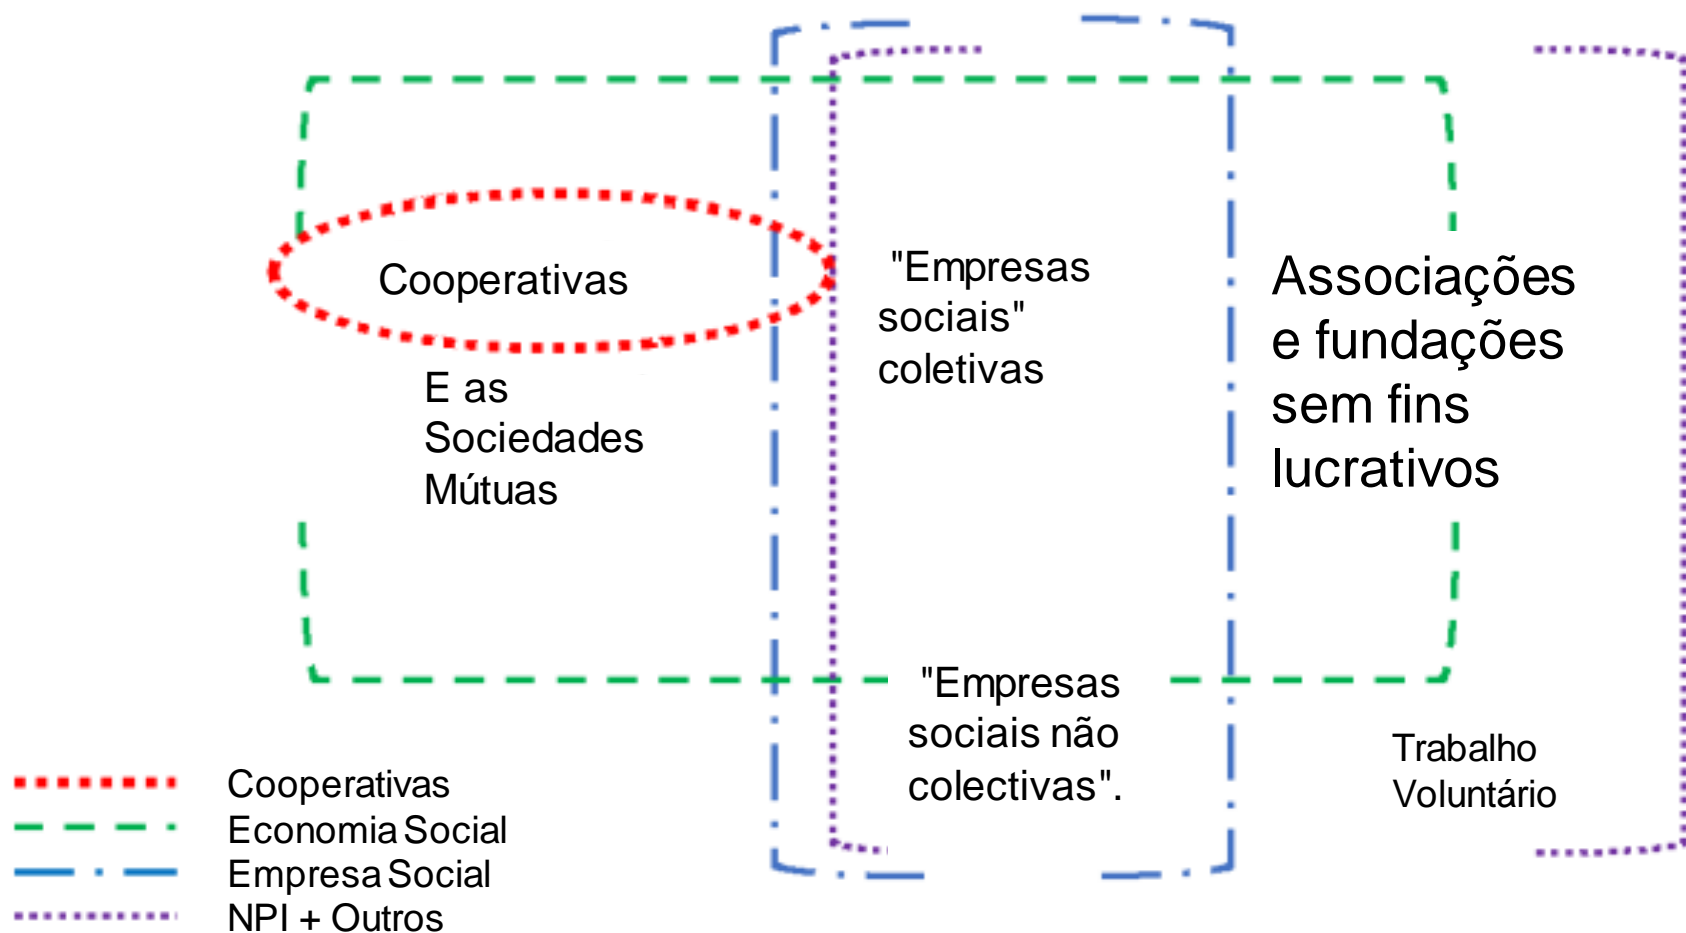 Cooperativas
E as
Sociedades
Mútuas
"Empresas
sociais"
coletivas
Associações
e fundações
sem fins
lucrativos
"Empresas
sociais não
colectivas".
Trabalho
Voluntário
Cooperativas
Economia Social
Empresa Social
NPI + Outros